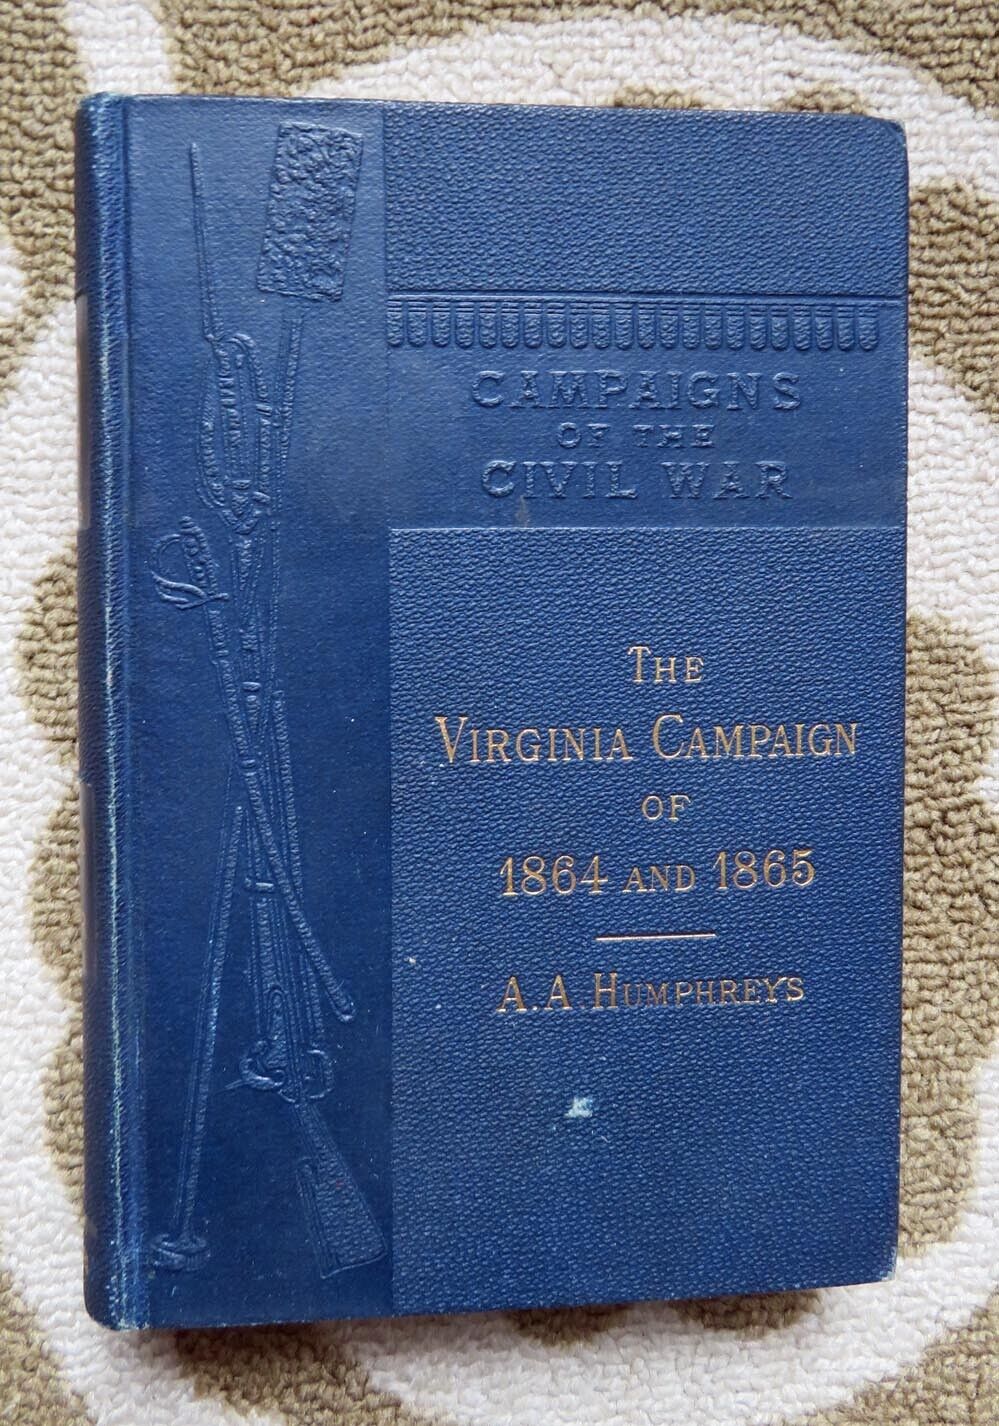 CAMPAIGNS
OF THE
CIVIL WAR
THE
VIRGINIA CAMPAIGN
OF
1864 AND 1865
A. A. HUMPHREYS